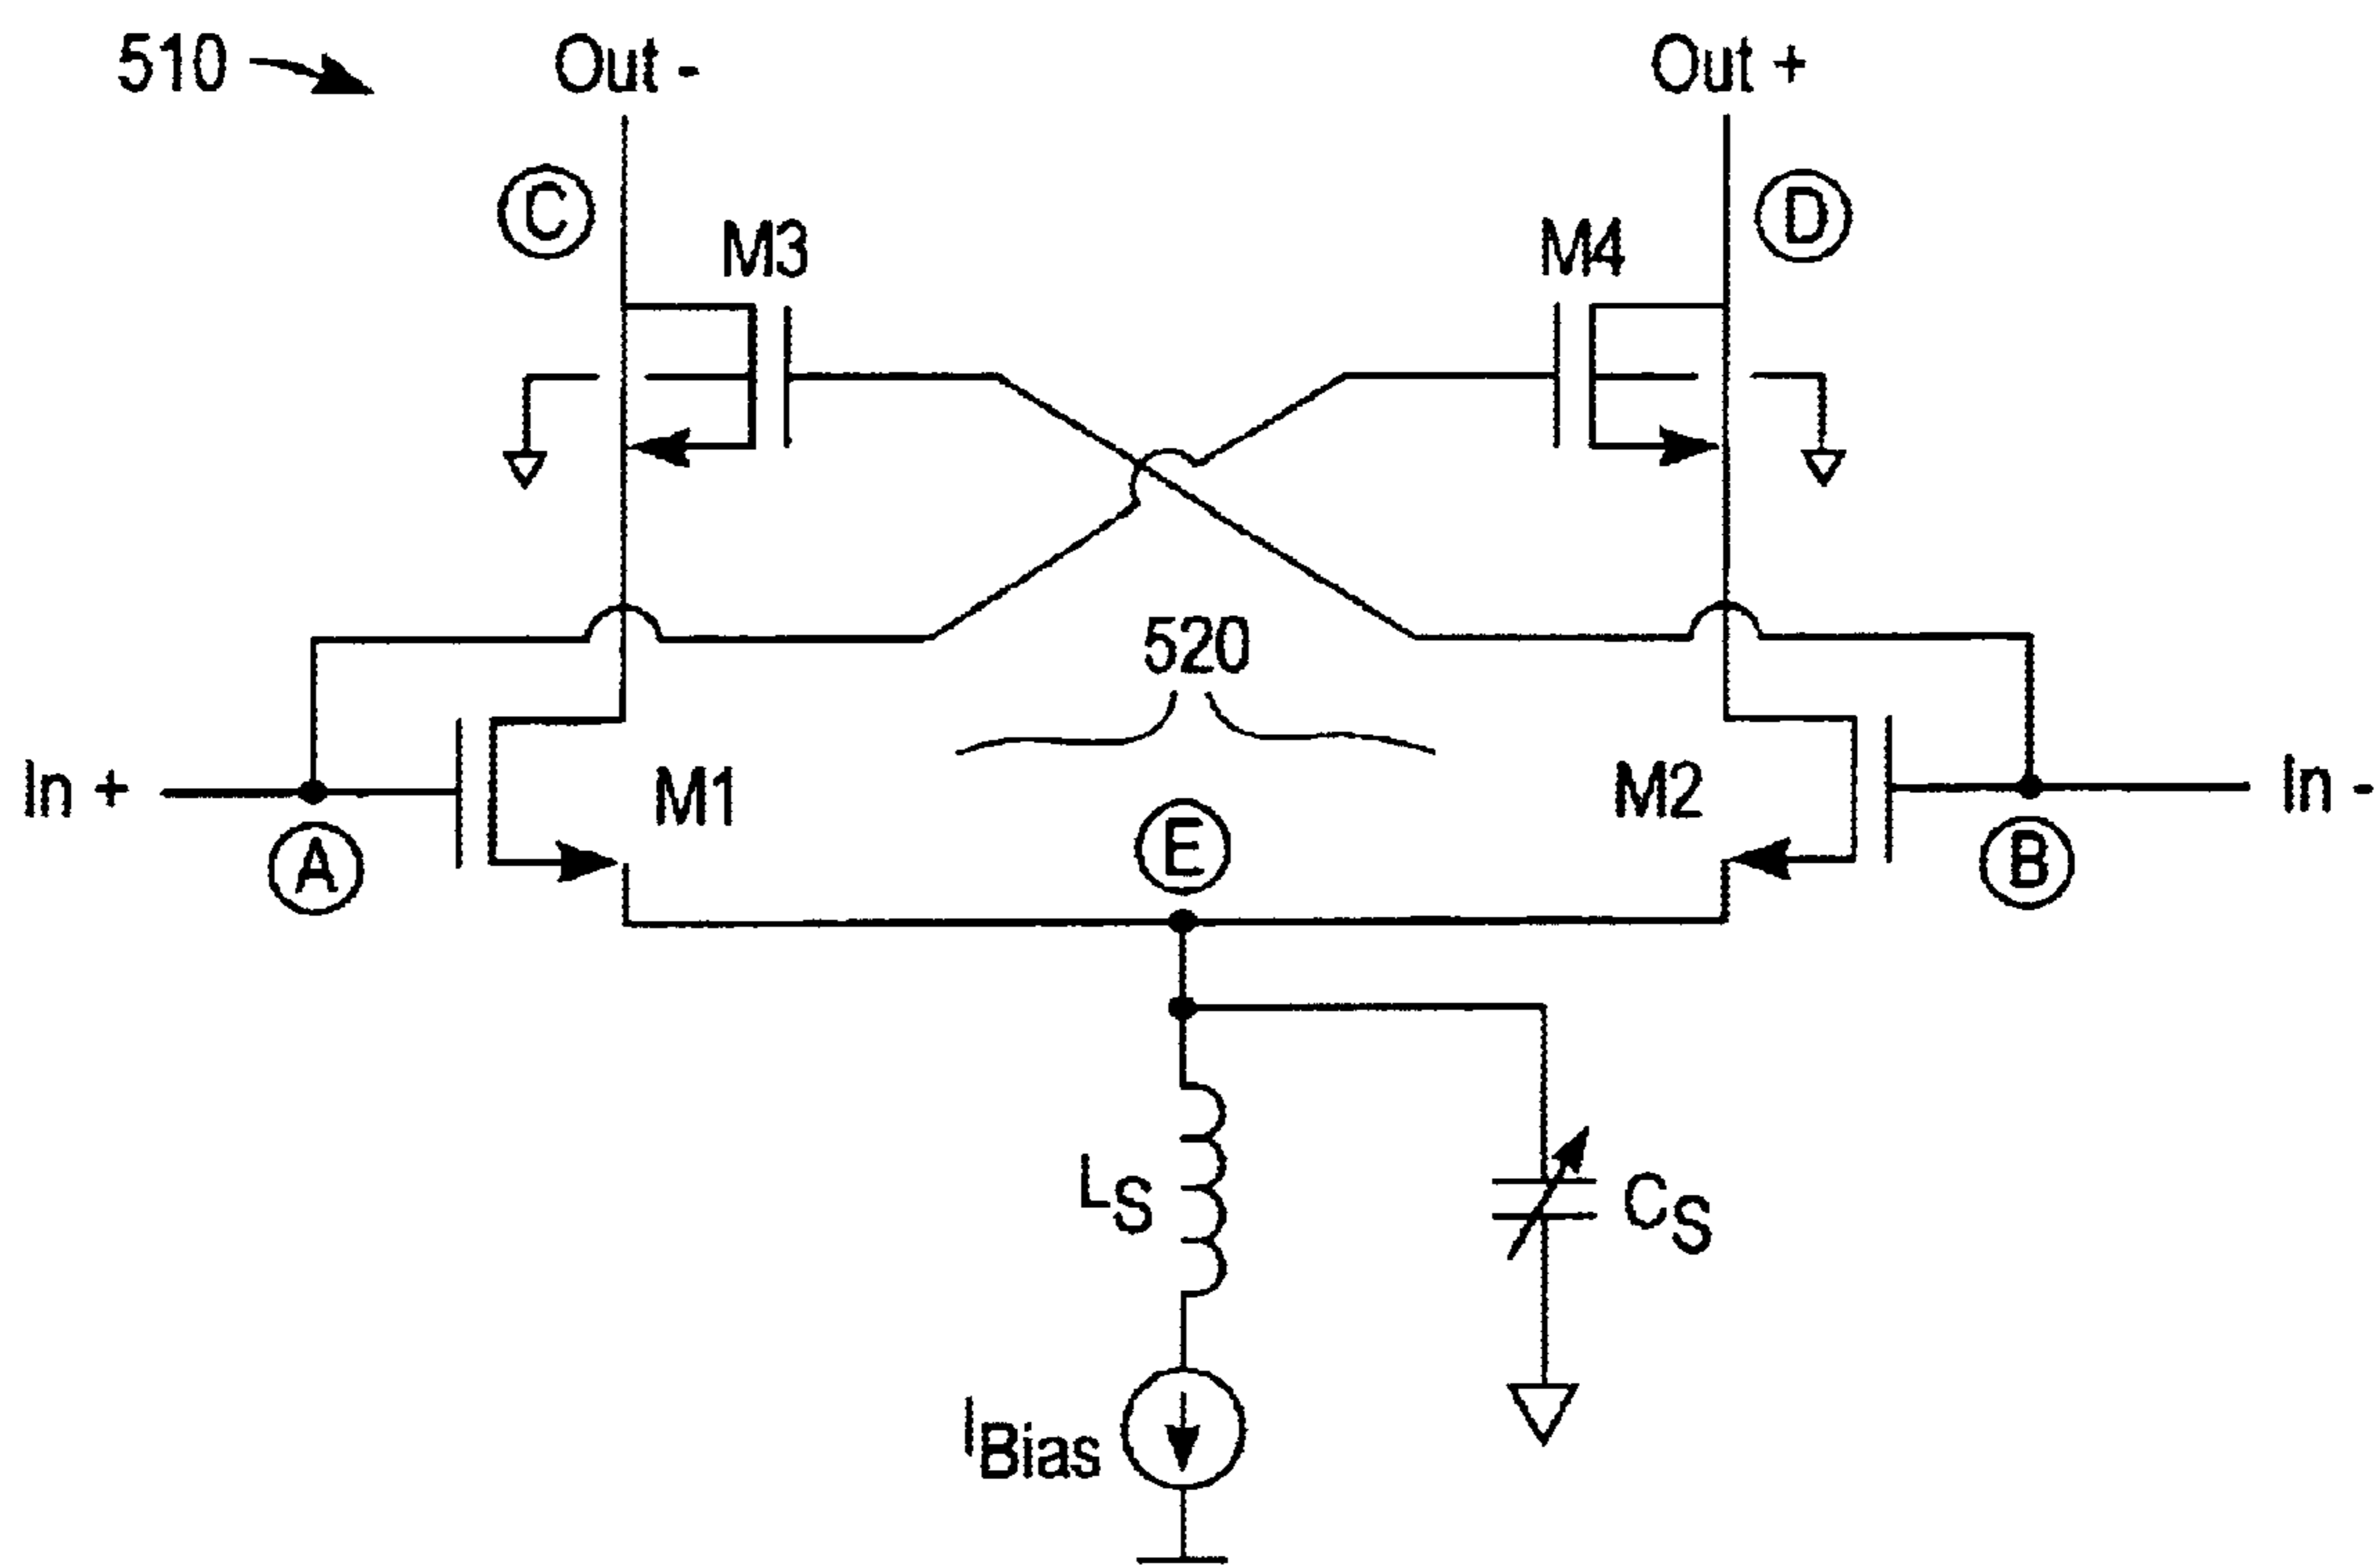 510
Out -
Out +
C
D
M3
M4
520
In +
M1
M2
In -
A
E
B
LS
CS
IBias